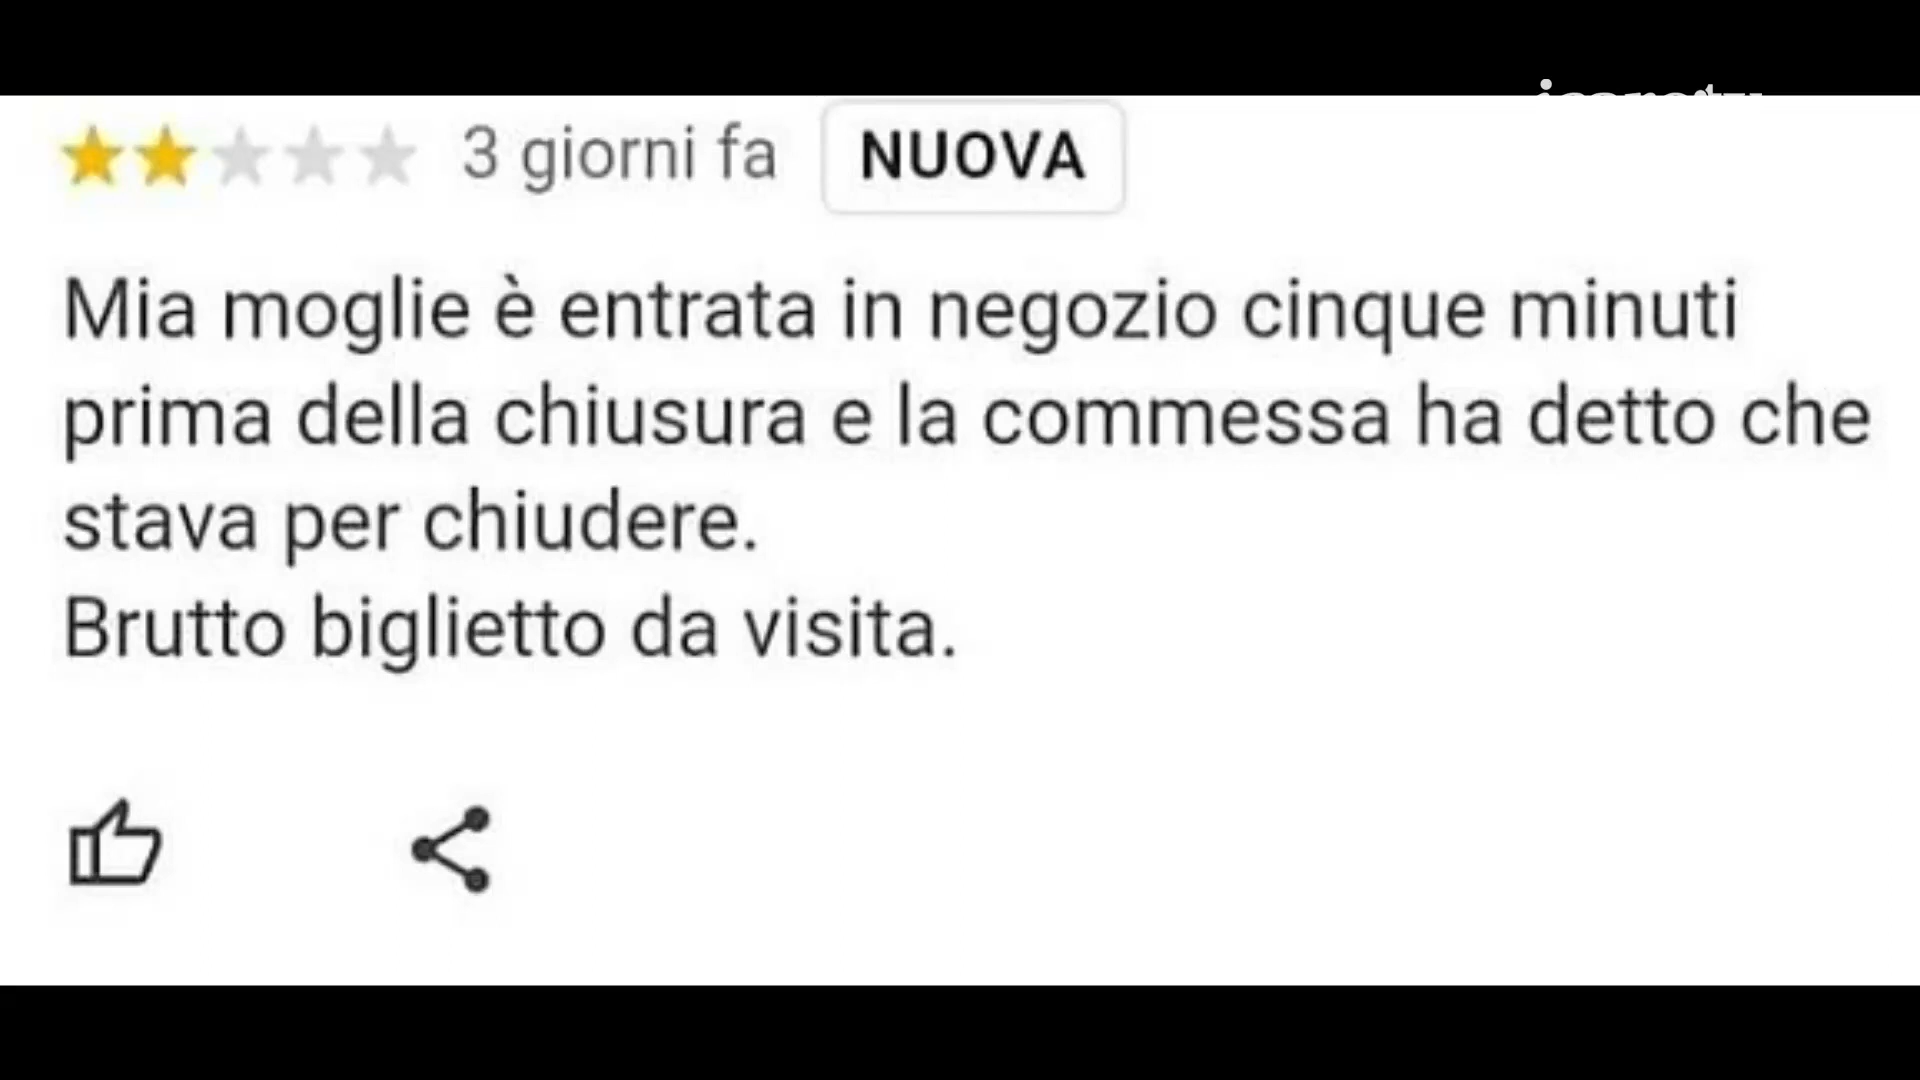 3 giorni fa NUOVA
Mia moglie è entrata in negozio cinque minuti
prima della chiusura e la commessa ha detto che
stava per chiudere.
Brutto biglietto da visita.